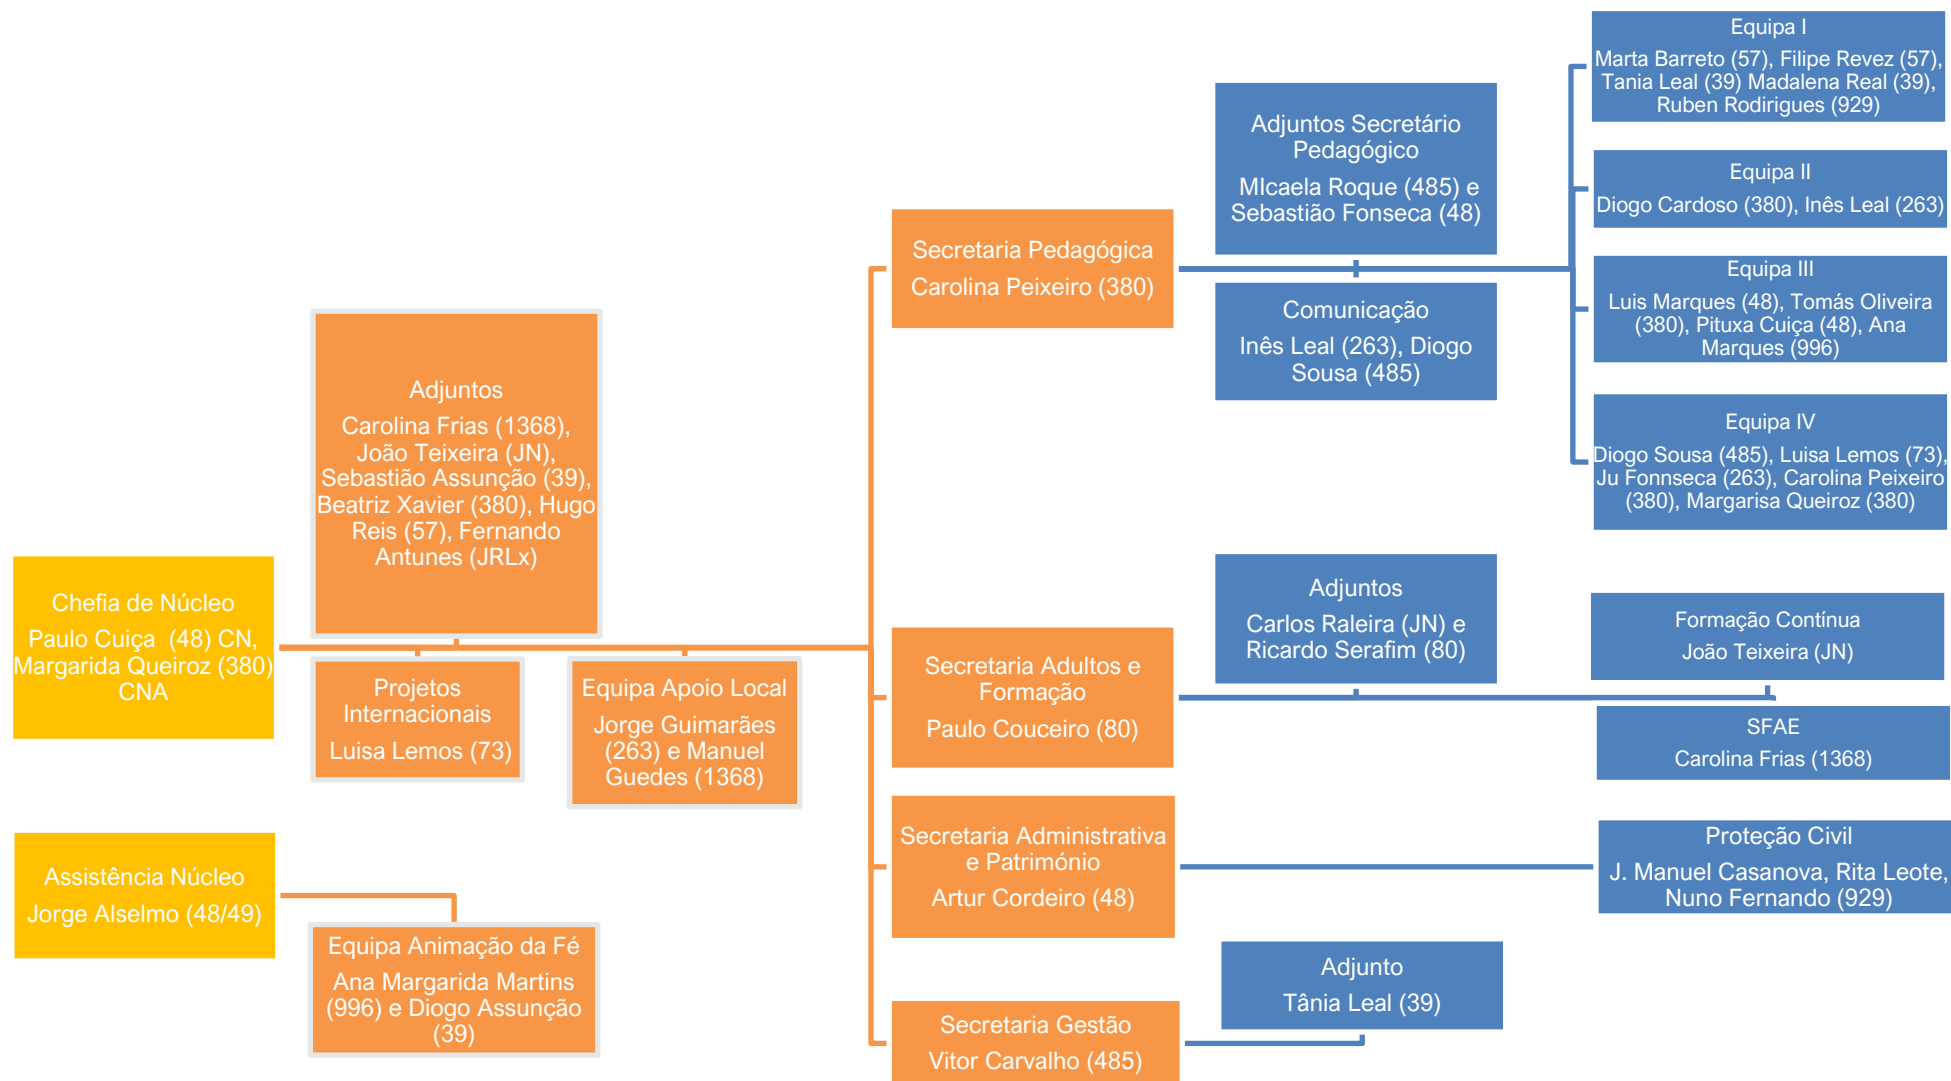 Chefia de Núcleo
Paulo Cuiça  (48) CN,
Margarida Queiroz (380)
CNA
Assistência Núcleo
Jorge Alselmo (48/49)
Adjuntos
Carolina Frias (1368),
João Teixeira (JN),
Sebastião Assunção (39),
Beatriz Xavier (380), Hugo
Reis (57), Fernando
Antunes (JRLx)
Projetos
Internacionais
Luisa Lemos (73)
Equipa Apoio Local
Jorge Guimarães
(263) e Manuel
Guedes (1368)
Equipa Animação da Fé
Ana Margarida Martins
(996) e Diogo Assunção
(39)
Secretaria Pedagógica
Carolina Peixeiro (380)
Adjuntos Secretário
Pedagógico
MIcaela Roque (485) e
Sebastião Fonseca (48)
Comunicação
Inês Leal (263), Diogo
Sousa (485)
Equipa I
Marta Barreto (57), Filipe Revez (57),
Tania Leal (39) Madalena Real (39),
Ruben Rodirigues (929)
Equipa II
Diogo Cardoso (380), Inês Leal (263)
Equipa III
Luis Marques (48), Tomás Oliveira
(380), Pituxa Cuiça (48), Ana
Marques (996)
Equipa IV
Diogo Sousa (485), Luisa Lemos (73),
Ju Fonnseca (263), Carolina Peixeiro
(380), Margarisa Queiroz (380)
Secretaria Adultos e
Formação
Paulo Couceiro (80)
Adjuntos
Carlos Raleira (JN) e
Ricardo Serafim (80)
Formação Contínua
João Teixeira (JN)
SFAE
Carolina Frias (1368)
Secretaria Administrativa
e Património
Artur Cordeiro (48)
Proteção Civil
J. Manuel Casanova, Rita Leote,
Nuno Fernando (929)
Secretaria Gestão
Vitor Carvalho (485)
Adjunto
Tânia Leal (39)